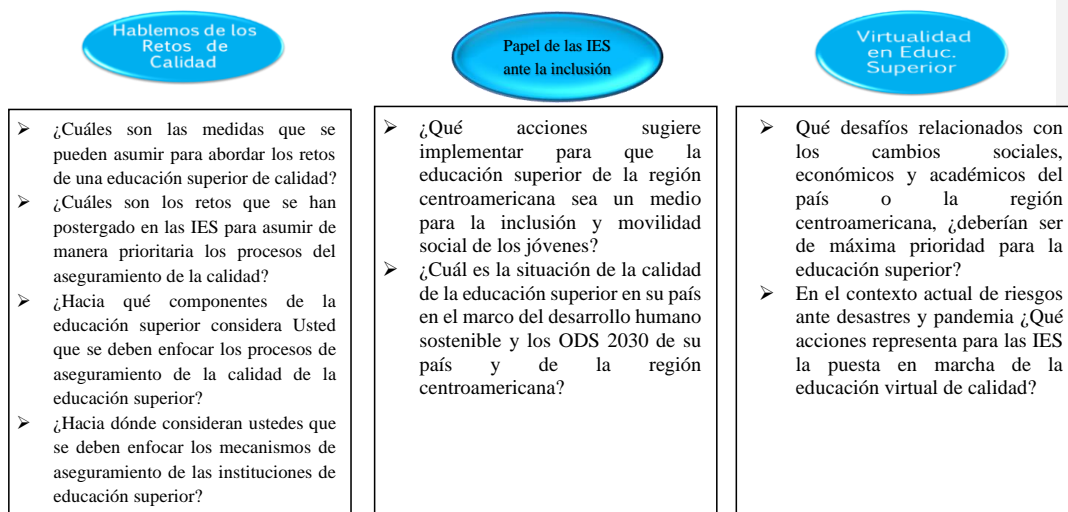 Hablemos de los
Retos de
Calidad
➢ ¿Cuáles son las medidas que se
pueden asumir para abordar los retos
de una educación superior de calidad?
➢ ¿Cuáles son los retos que se han
postergado en las IES para asumir de
manera prioritaria los procesos del
aseguramiento de la calidad?
➢ ¿Hacia qué componentes de la
educación superior considera Usted
que se deben enfocar los procesos de
aseguramiento de la calidad de la
educación superior?
➢ ¿Hacia dónde consideran ustedes que
se deben enfocar los mecanismos de
aseguramiento de las instituciones de
educación superior?
Papel de las IES
ante la inclusión
➢ ¿Qué acciones sugiere
implementar para que la
educación superior de la región
centroamericana sea un medio
para la inclusión y movilidad
social de los jóvenes?
➢ ¿Cuál es la situación de la calidad
de la educación superior en su país
en el marco del desarrollo humano
sostenible y los ODS 2030 de su
país y de la región
centroamericana?
Virtualidad
en Educ.
Superior
➢ Qué desafíos relacionados con
los cambios sociales,
económicos y académicos del
país o la región
centroamericana, ¿deberían ser
de máxima prioridad para la
educación superior?
➢ En el contexto actual de riesgos
ante desastres y pandemia ¿Qué
acciones representa para las IES
la puesta en marcha de la
educación virtual de calidad?